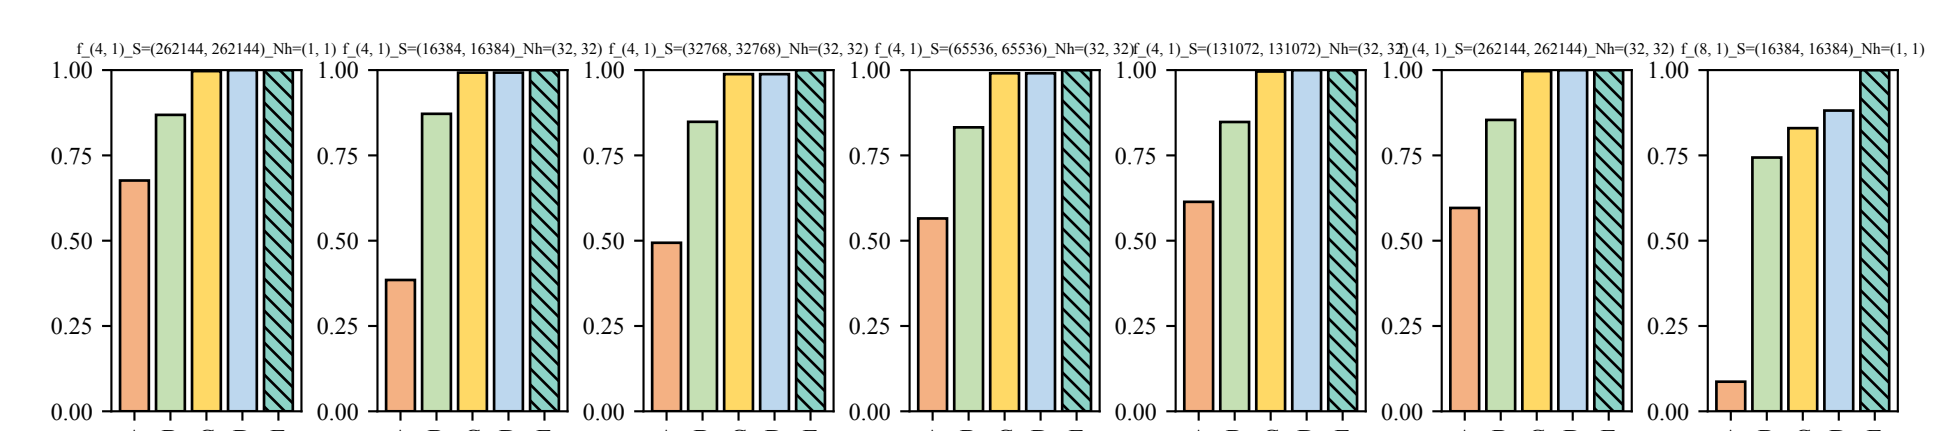 f_(4, 1)_S=(262144, 262144)_Nh=(1, 1) f_(4, 1)_S=(16384, 16384)_Nh=(32, 32) f_(4, 1)_S=(32768, 32768)_Nh=(32, 32) f_(4, 1)_S=(65536, 65536)_Nh=(32, 32) f_(4, 1)_S=(131072, 131072)_Nh=(32, 32) f_(4, 1)_S=(262144, 262144)_Nh=(32, 32) f_(8, 1)_S=(16384, 16384)_Nh=(1, 1)
1.00 1.00 1.00 1.00 1.00 1.00 1.00
0.75 0.75 0.75 0.75 0.75 0.75 0.75
0.50 0.50 0.50 0.50 0.50 0.50 0.50
0.25 0.25 0.25 0.25 0.25 0.25 0.25
0.00 0.00 0.00 0.00 0.00 0.00 0.00